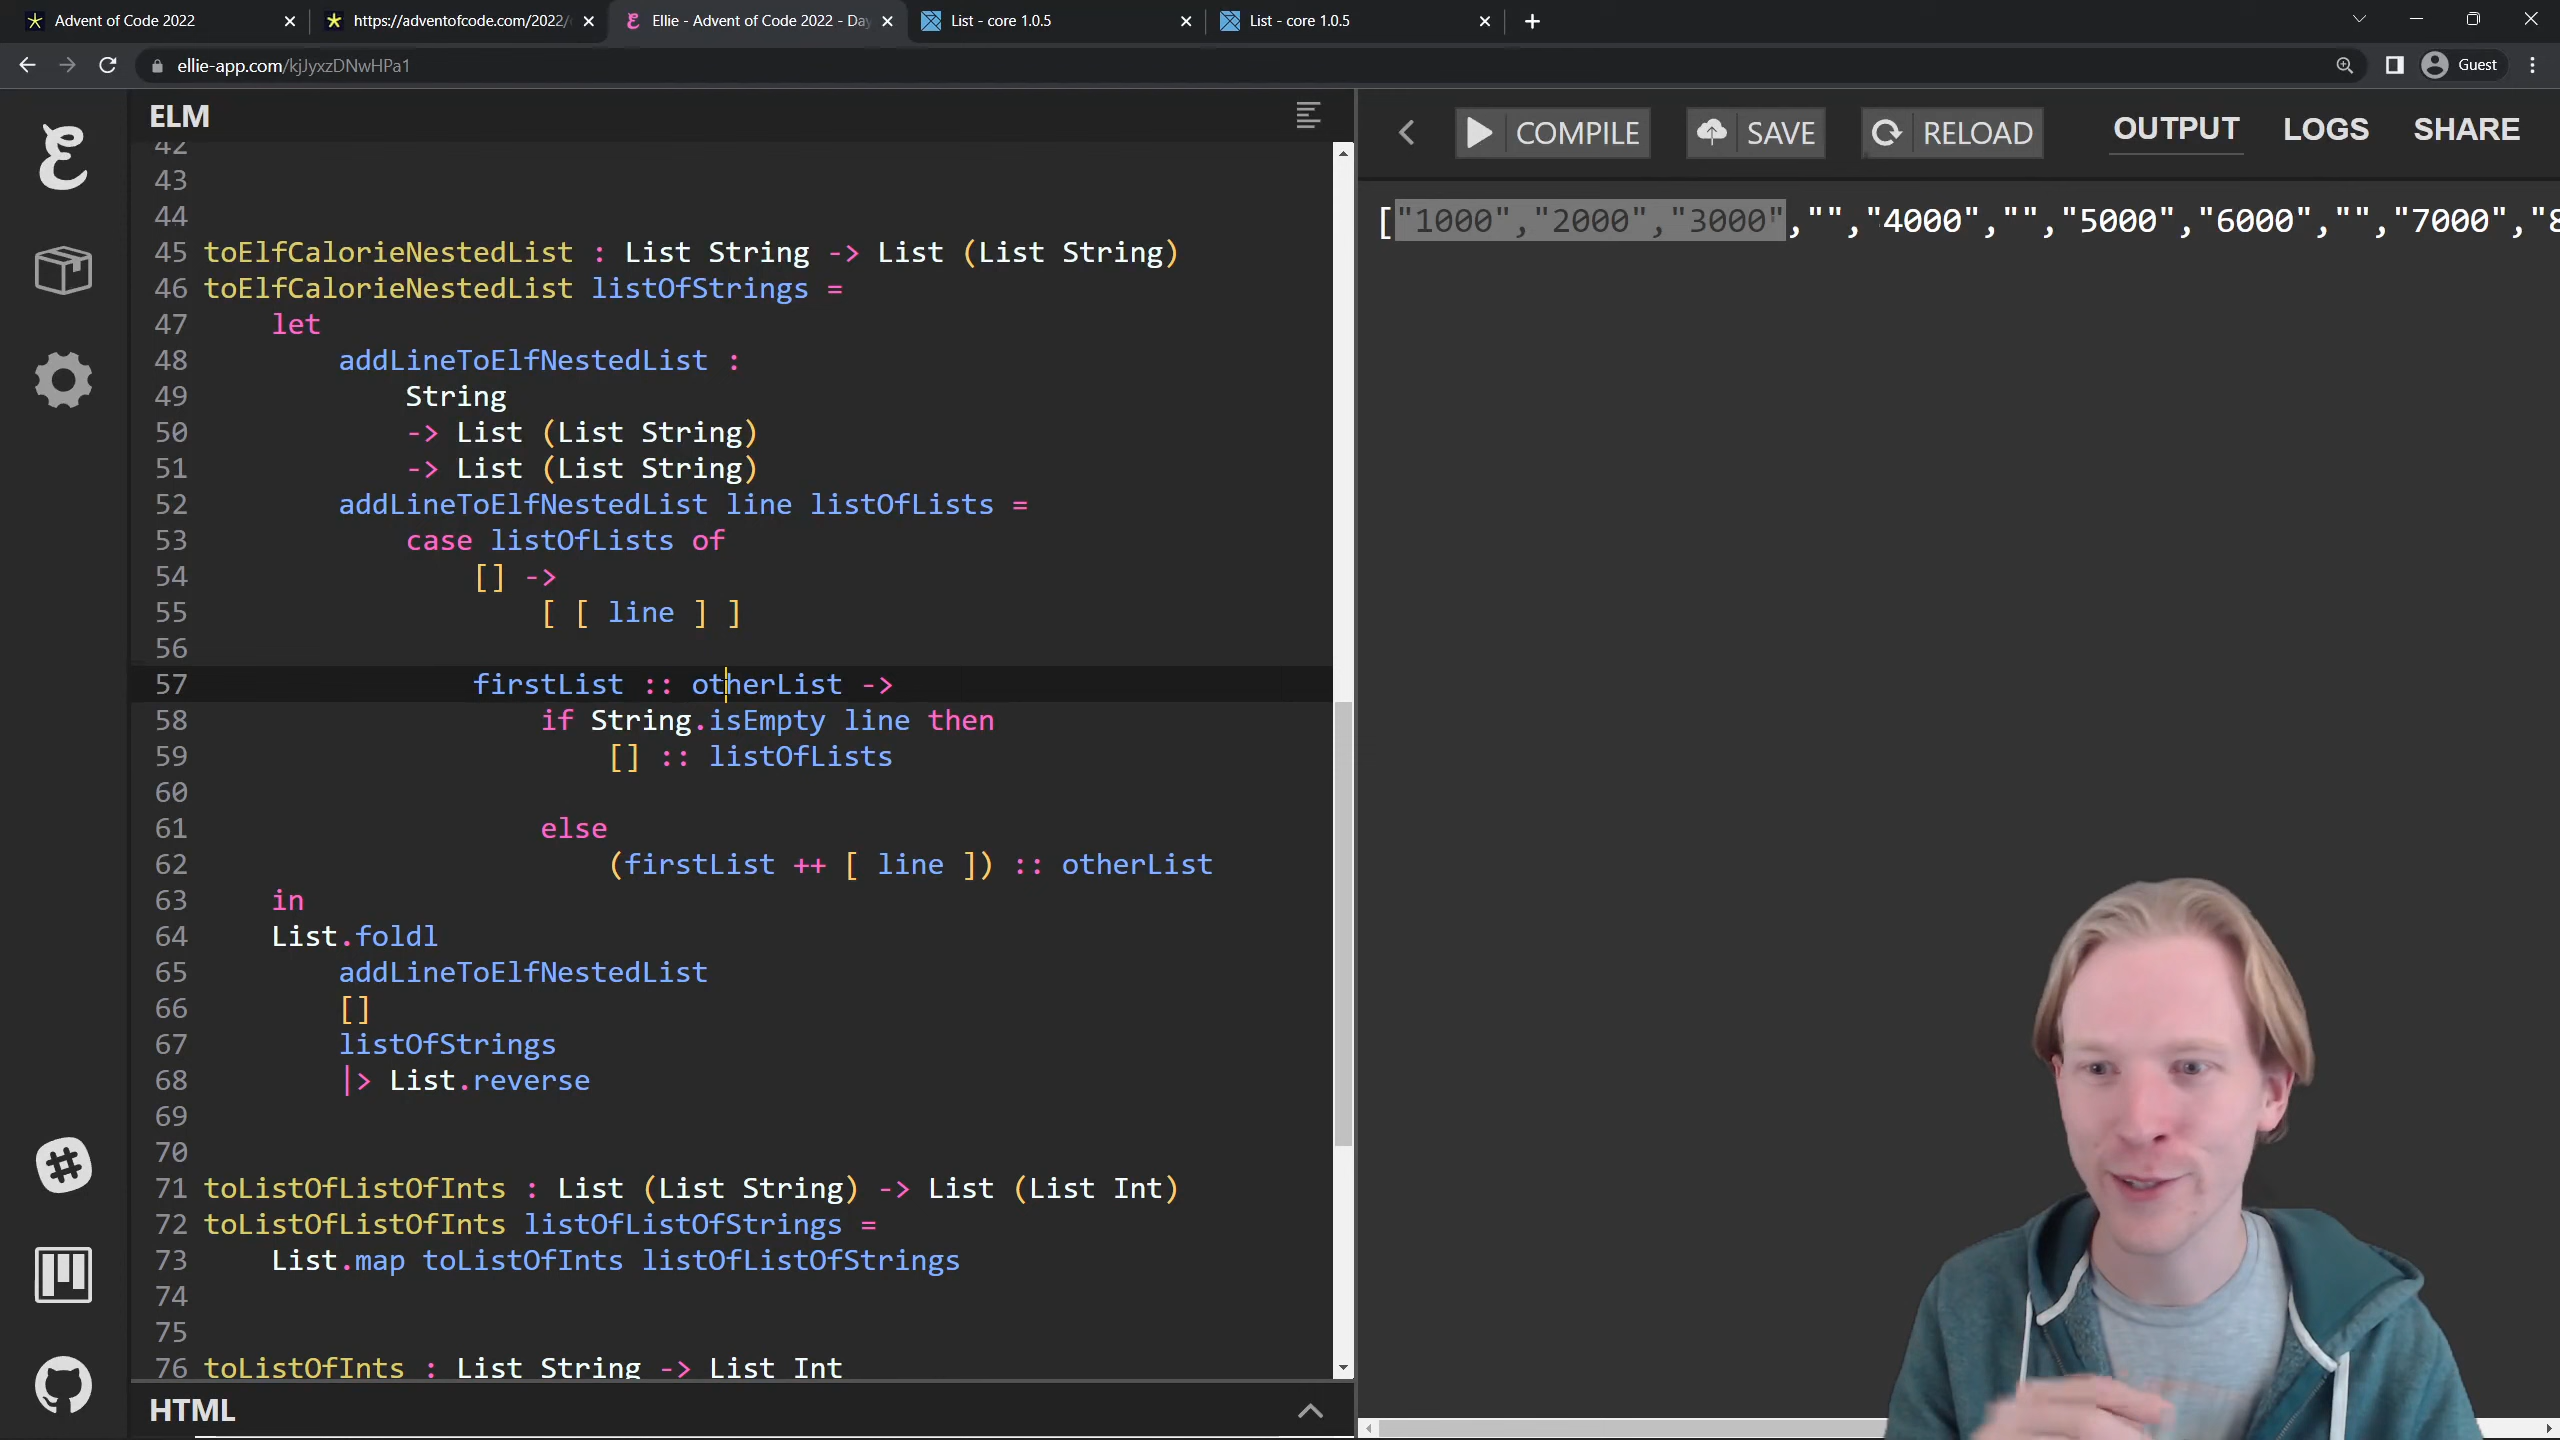 Advent of Code 2022
https://adventofcode.com/2022/
Ellie - Advent of Code 2022 - Day
List - core 1.0.5
List - core 1.0.5
ellie-app.com/kjJyxzDNwHPa1
Guest
ELM
COMPILE
SAVE
RELOAD
OUTPUT
LOGS
SHARE
["1000","2000","3000","","4000","","5000","6000","","7000","8
42
43
44
45 toElfCalorieNestedList : List String -> List (List String)
46 toElfCalorieNestedList listOfStrings =
47 let
48 addLineToElfNestedList :
49 String
50 -> List (List String)
51 -> List (List String)
52 addLineToElfNestedList line listOfLists =
53 case listOfLists of
54 [] ->
55 [ [ line ] ]
56
57 firstList :: otherList ->
58 if String.isEmpty line then
59 [] :: listOfLists
60
61 else
62 (firstList ++ [ line ]) :: otherList
63 in
64 List.foldl
65 addLineToElfNestedList
66 []
67 listOfStrings
68 |> List.reverse
69
70
71 toListOfListOfInts : List (List String) -> List (List Int)
72 toListOfListOfInts listOfListOfStrings =
73 List.map toListOfInts listOfListOfStrings
74
75
76 toListOfInts : List String -> List Int
HTML